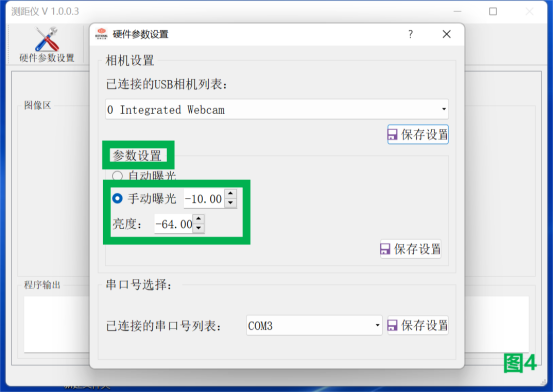 测距仪 V 1.0.0.3
硬件参数设置
硬件参数设置
?
相机设置
已连接的USB相机列表：
0 Integrated Webcam
保存设置
图像区
参数设置
自动曝光
手动曝光 -10.00
亮度： -64.00
保存设置
程序输出
串口号选择：
已连接的串口号列表： COM3 保存设置
图4